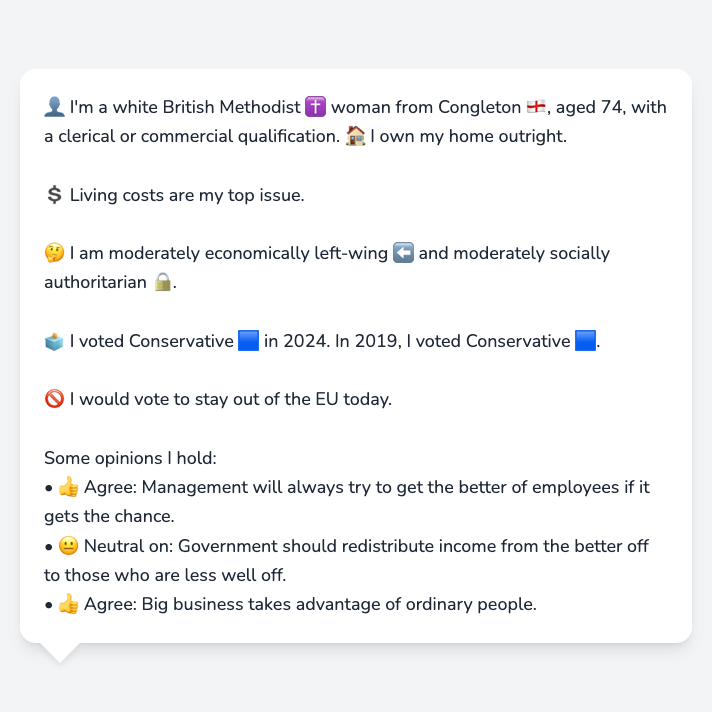 👤 I'm a white British Methodist ✝️ woman from Congleton 🏴󠁧󠁢󠁥󠁮󠁧󠁿, aged 74, with
a clerical or commercial qualification. 🏠 I own my home outright.
💲 Living costs are my top issue.
🤔 I am moderately economically left-wing ⬅️ and moderately socially
authoritarian 🔒.
🗳️ I voted Conservative 🟦 in 2024. In 2019, I voted Conservative 🟦.
🚫 I would vote to stay out of the EU today.
Some opinions I hold:
• 👍 Agree: Management will always try to get the better of employees if it
gets the chance.
• 😐 Neutral on: Government should redistribute income from the better off
to those who are less well off.
• 👍 Agree: Big business takes advantage of ordinary people.